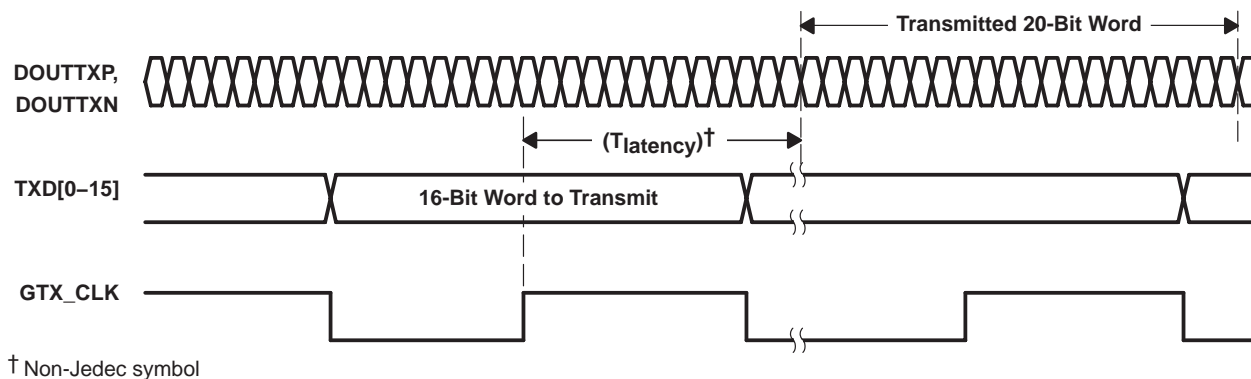 Transmitted 20-Bit Word
DOUTTXP,
DOUTTXN
(Tlatency)†
TXD[0–15]
16-Bit Word to Transmit
GTX_CLK
† Non-Jedec symbol